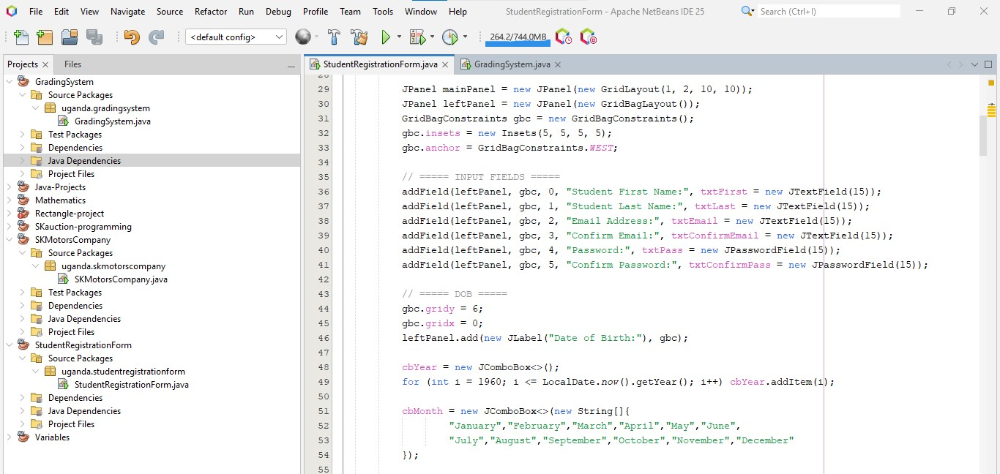 File Edit View Navigate Source Refactor Run Debug Profile Team Tools Window Help StudentRegistrationForm - Apache NetBeans IDE 25 Search (Ctrl+I)
<default config> 264.2/744.0MB
Projects Files StudentRegistrationForm.java GradingSystem.java
GradingSystem
Source Packages
uganda.gradingsystem
GradingSystem.java
Test Packages
Dependencies
Java Dependencies
Project Files
Java-Projects
Mathematics
Rectangle-project
SKauction-programming
SKMotorsCompany
Source Packages
uganda.skmotorscompany
SKMotorsCompany.java
Test Packages
Dependencies
Java Dependencies
Project Files
StudentRegistrationForm
Source Packages
uganda.studentregistrationform
StudentRegistrationForm.java
Dependencies
Java Dependencies
Project Files
Variables
28
29 JPanel mainPanel = new JPanel(new GridLayout(1, 2, 10, 10));
30 JPanel leftPanel = new JPanel(new GridBagLayout());
31 GridBagConstraints gbc = new GridBagConstraints();
32 gbc.insets = new Insets(5, 5, 5, 5);
33 gbc.anchor = GridBagConstraints.WEST;
34
35 // ===== INPUT FIELDS =====
36 addField(leftPanel, gbc, 0, "Student First Name:", txtFirst = new JTextField(15));
37 addField(leftPanel, gbc, 1, "Student Last Name:", txtLast = new JTextField(15));
38 addField(leftPanel, gbc, 2, "Email Address:", txtEmail = new JTextField(15));
39 addField(leftPanel, gbc, 3, "Confirm Email:", txtConfirmEmail = new JTextField(15));
40 addField(leftPanel, gbc, 4, "Password:", txtPass = new JPasswordField(15));
41 addField(leftPanel, gbc, 5, "Confirm Password:", txtConfirmPass = new JPasswordField(15));
42
43 // ===== DOB =====
44 gbc.gridy = 6;
45 gbc.gridx = 0;
46 leftPanel.add(new JLabel("Date of Birth:"), gbc);
47
48 cbYear = new JComboBox<>();
49 for (int i = 1960; i <= LocalDate.now().getYear(); i++) cbYear.addItem(i);
50
51 cbMonth = new JComboBox<>(new String[]{
52 "January","February","March","April","May","June",
53 "July","August","September","October","November","December"
54 });
55